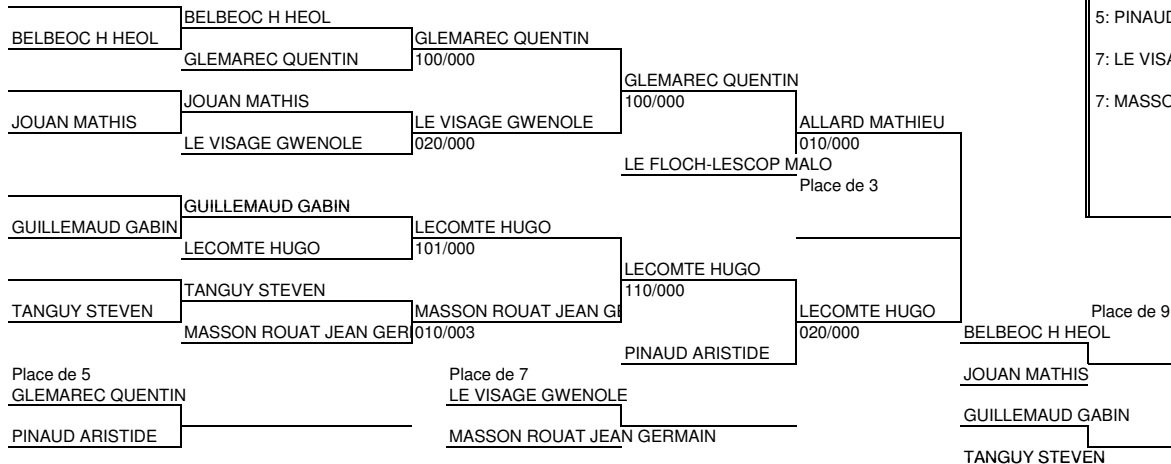 BELBEOC H HEOL
5: PINAUD
BELBEOC H HEOL
GLEMAREC QUENTIN
GLEMAREC QUENTIN
100/000
7: LE VISA
GLEMAREC QUENTIN
100/000
JOUAN MATHIS
7: MASSO
JOUAN MATHIS
LE VISAGE GWENOLE
ALLARD MATHIEU
LE VISAGE GWENOLE
020/000
010/000
LE FLOCH-LESCOP MALO
Place de 3
GUILLEMAUD GABIN
GUILLEMAUD GABIN
LECOMTE HUGO
LECOMTE HUGO
101/000
LECOMTE HUGO
110/000
TANGUY STEVEN
TANGUY STEVEN
MASSON ROUAT JEAN GE
LECOMTE HUGO
Place de 9
MASSON ROUAT JEAN GERI
010/003
020/000
BELBEOC H HEOL
PINAUD ARISTIDE
Place de 5
Place de 7
JOUAN MATHIS
GLEMAREC QUENTIN
LE VISAGE GWENOLE
GUILLEMAUD GABIN
PINAUD ARISTIDE
MASSON ROUAT JEAN GERMAIN
TANGUY STEVEN